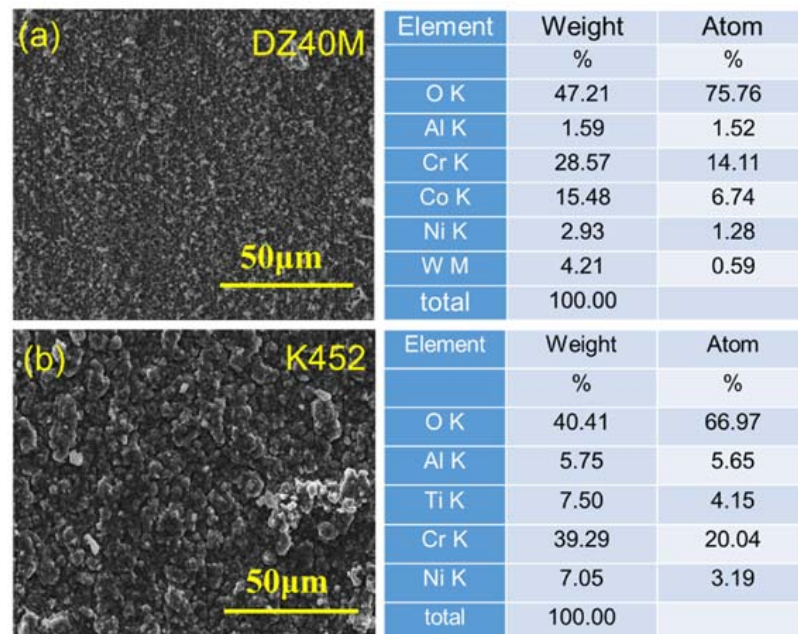 (a) DZ40M
50μm
Element Weight Atom
% %
O K 47.21 75.76
Al K 1.59 1.52
Cr K 28.57 14.11
Co K 15.48 6.74
Ni K 2.93 1.28
W M 4.21 0.59
total 100.00
(b) K452
50μm
Element Weight Atom
% %
O K 40.41 66.97
Al K 5.75 5.65
Ti K 7.50 4.15
Cr K 39.29 20.04
Ni K 7.05 3.19
total 100.00